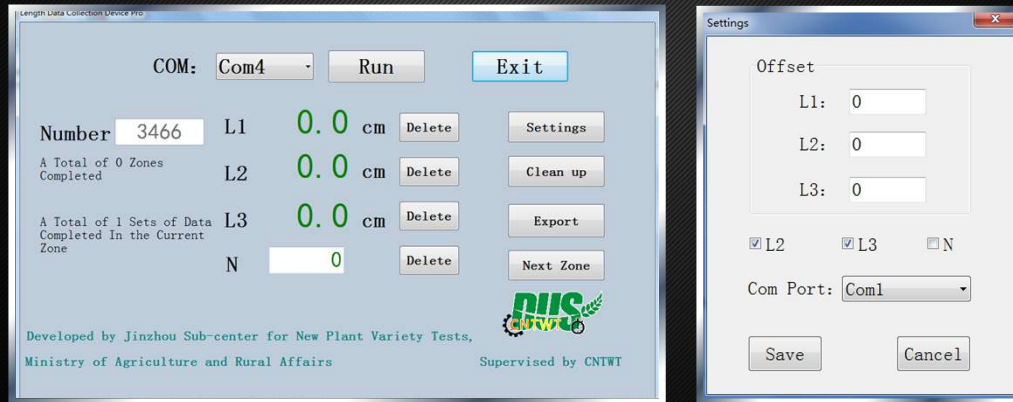 Length Data Collection Device Pro
COM: Com4 Run Exit
Number 3466 L1 0.0 cm Delete Settings
A Total of 0 Zones
Completed
L2 0.0 cm Delete Clean up
A Total of 1 Sets of Data
Completed In the Current
Zone
L3 0.0 cm Delete Export
N 0 Delete Next Zone
DUS
CNTWT
Developed by Jinzhou Sub-center for New Plant Variety Tests,
Ministry of Agriculture and Rural Affairs Supervised by CNTWT
Settings
Offset
L1: 0
L2: 0
L3: 0
L2 L3 N
Com Port: Com1
Save Cancel